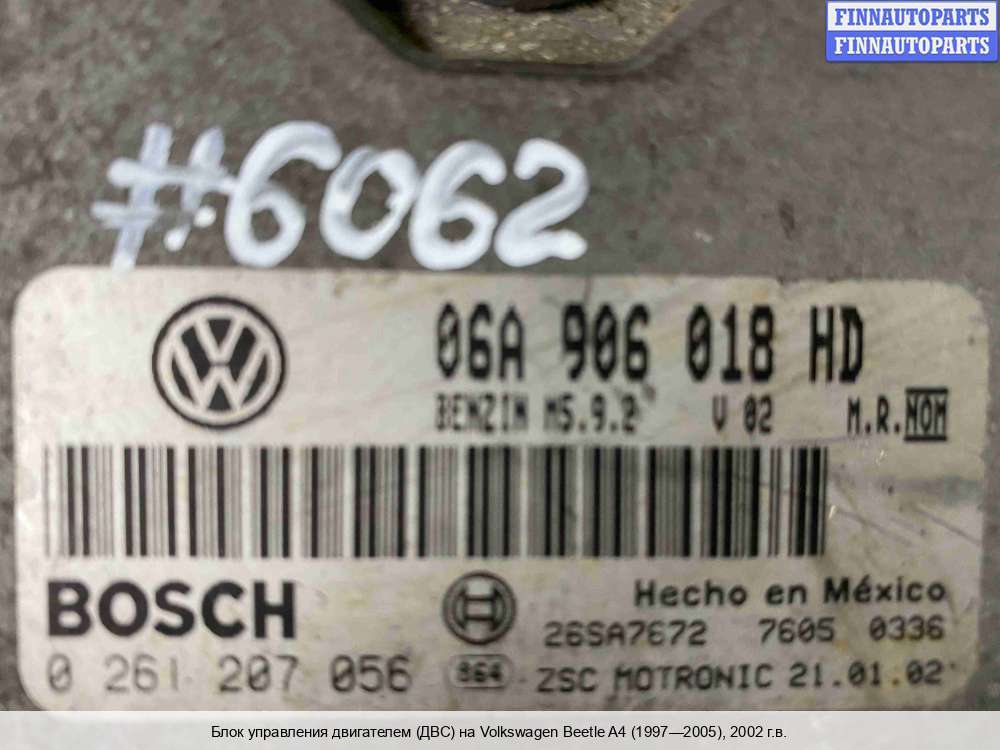 FINNAUTOPARTS
FINNAUTOPARTS
#6062
06A 906 018 HD
BENZIN M5.9.2 V 02 M.R.NOM
BOSCH
Hecho en México
26SA7672 7605 0336
0 261 207 056
864 ZSC MOTRONIC 21.01.02
Блок управления двигателем (ДВС) на Volkswagen Beetle A4 (1997—2005), 2002 г.в.